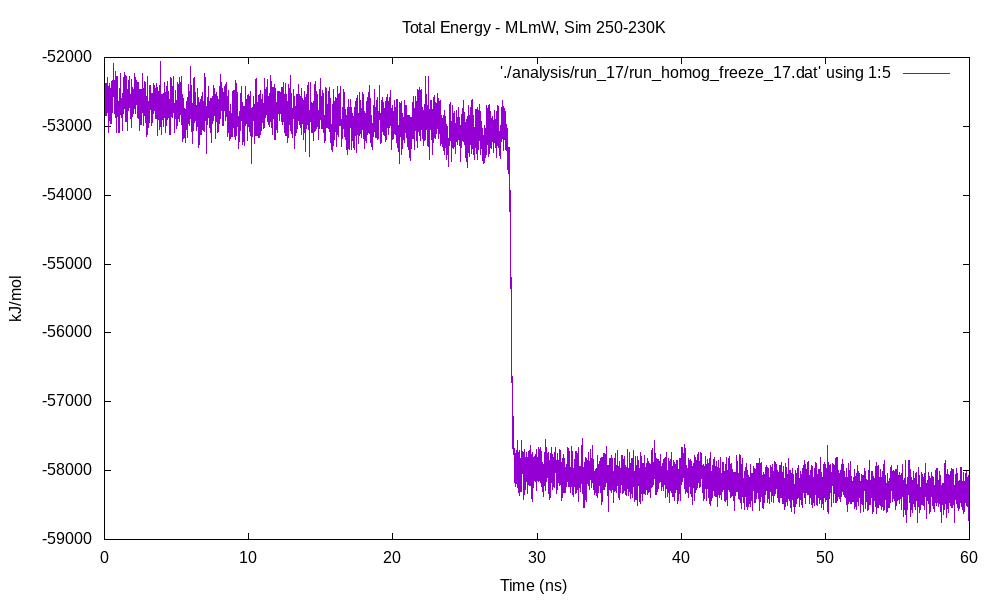 Total Energy - MLmW, Sim 250-230K
'./analysis/run_17/run_homog_freeze_17.dat' using 1:5
-52000
-53000
-54000
-55000
-56000
-57000
-58000
-59000
kJ/mol
0 10 20 30 40 50 60
Time (ns)